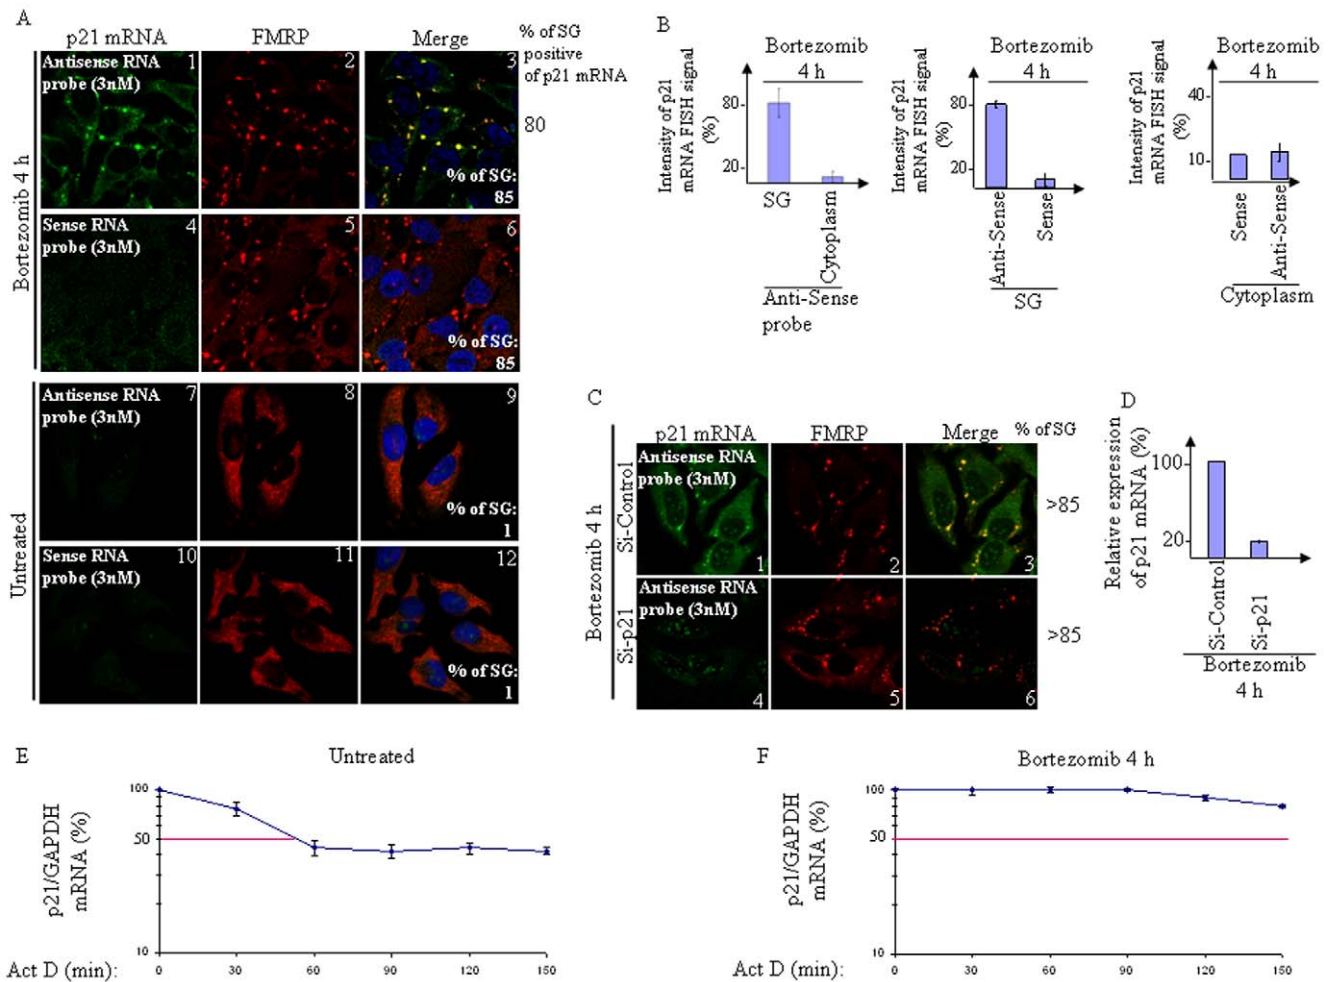 A
p21 mRNA
FMRP
Merge
% of SG
positive
of p21 mRNA
Bortezomib 4 h
Antisense RNA
probe (3nM)
1
2
3
% of SG:
85
80
Sense RNA
probe (3nM)
4
5
6
% of SG:
85
Untreated
Antisense RNA
probe (3nM)
7
8
9
% of SG:
1
Sense RNA
probe (3nM)
10
11
12
% of SG:
1
B
Bortezomib
4 h
Intensity of p21
mRNA FISH signal
(%)
80
20
SG
Cytoplasm
Anti-Sense
probe
Bortezomib
4 h
Intensity of p21
mRNA FISH signal
(%)
80
20
Anti-Sense
Sense
SG
Bortezomib
4 h
Intensity of p21
mRNA FISH signal
(%)
40
10
Sense
Anti-Sense
Cytoplasm
C
p21 mRNA
FMRP
Merge
% of SG
Bortezomib 4 h
Si-Control
Antisense RNA
probe (3nM)
1
2
3
>85
Si-p21
Antisense RNA
probe (3nM)
4
5
6
>85
D
Relative expression
of p21 mRNA (%)
100
20
Si-Control
Si-p21
Bortezomib
4 h
E
Untreated
p21/GAPDH
mRNA (%)
100
50
10
Act D (min):
0 30 60 90 120 150
F
Bortezomib 4 h
p21/GAPDH
mRNA (%)
100
50
10
Act D (min):
0 30 60 90 120 150